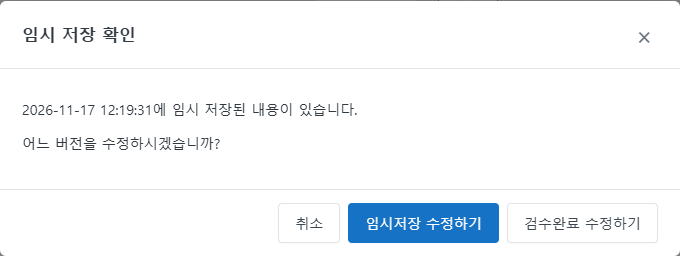 임시 저장 확인
2026-11-17 12:19:31에 임시 저장된 내용이 있습니다.
어느 버전을 수정하시겠습니까?
취소
임시저장 수정하기
검수완료 수정하기